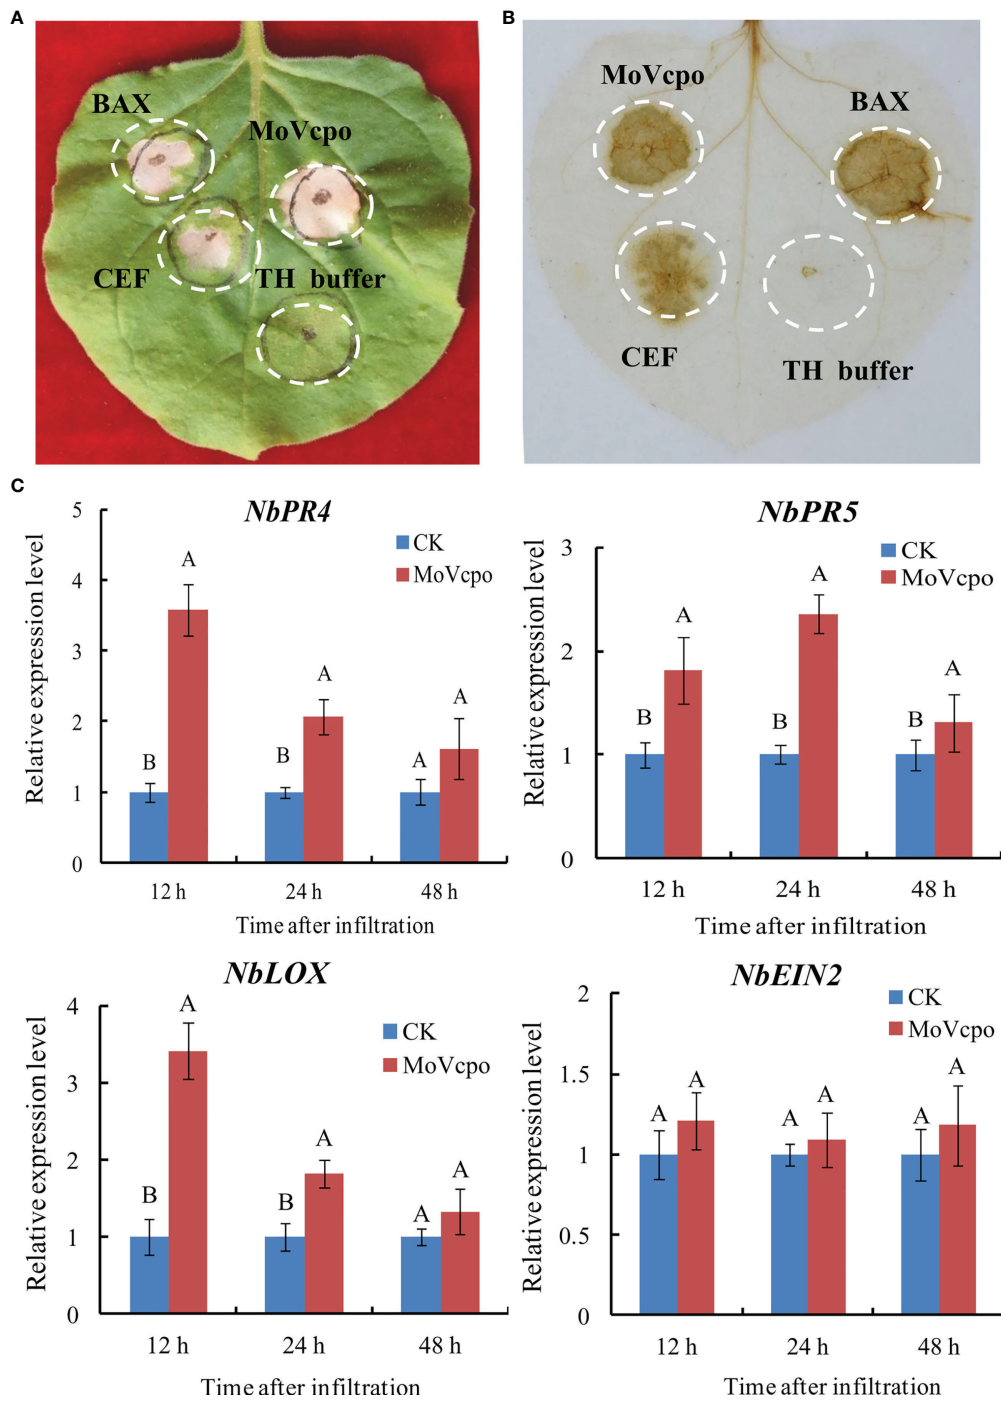 A
BAX
MoVcpo
CEF
TH buffer
B
MoVcpo
BAX
CEF
TH buffer
C
NbPR4
Relative expression level
5
4
3
2
1
0
CK
MoVcpo
B
A
B
A
A
A
12 h
24 h
48 h
Time after infiltration
NbPR5
Relative expression level
3
2
1
0
CK
MoVcpo
B
A
B
A
B
A
12 h
24 h
48 h
Time after infiltration
NbLOX
Relative expression level
4
3
2
1
0
CK
MoVcpo
B
A
B
A
A
A
12 h
24 h
48 h
Time after infiltration
NbEIN2
Relative expression level
2
1.5
1
0.5
0
CK
MoVcpo
A
A
A
A
A
A
12 h
24 h
48 h
Time after infiltration